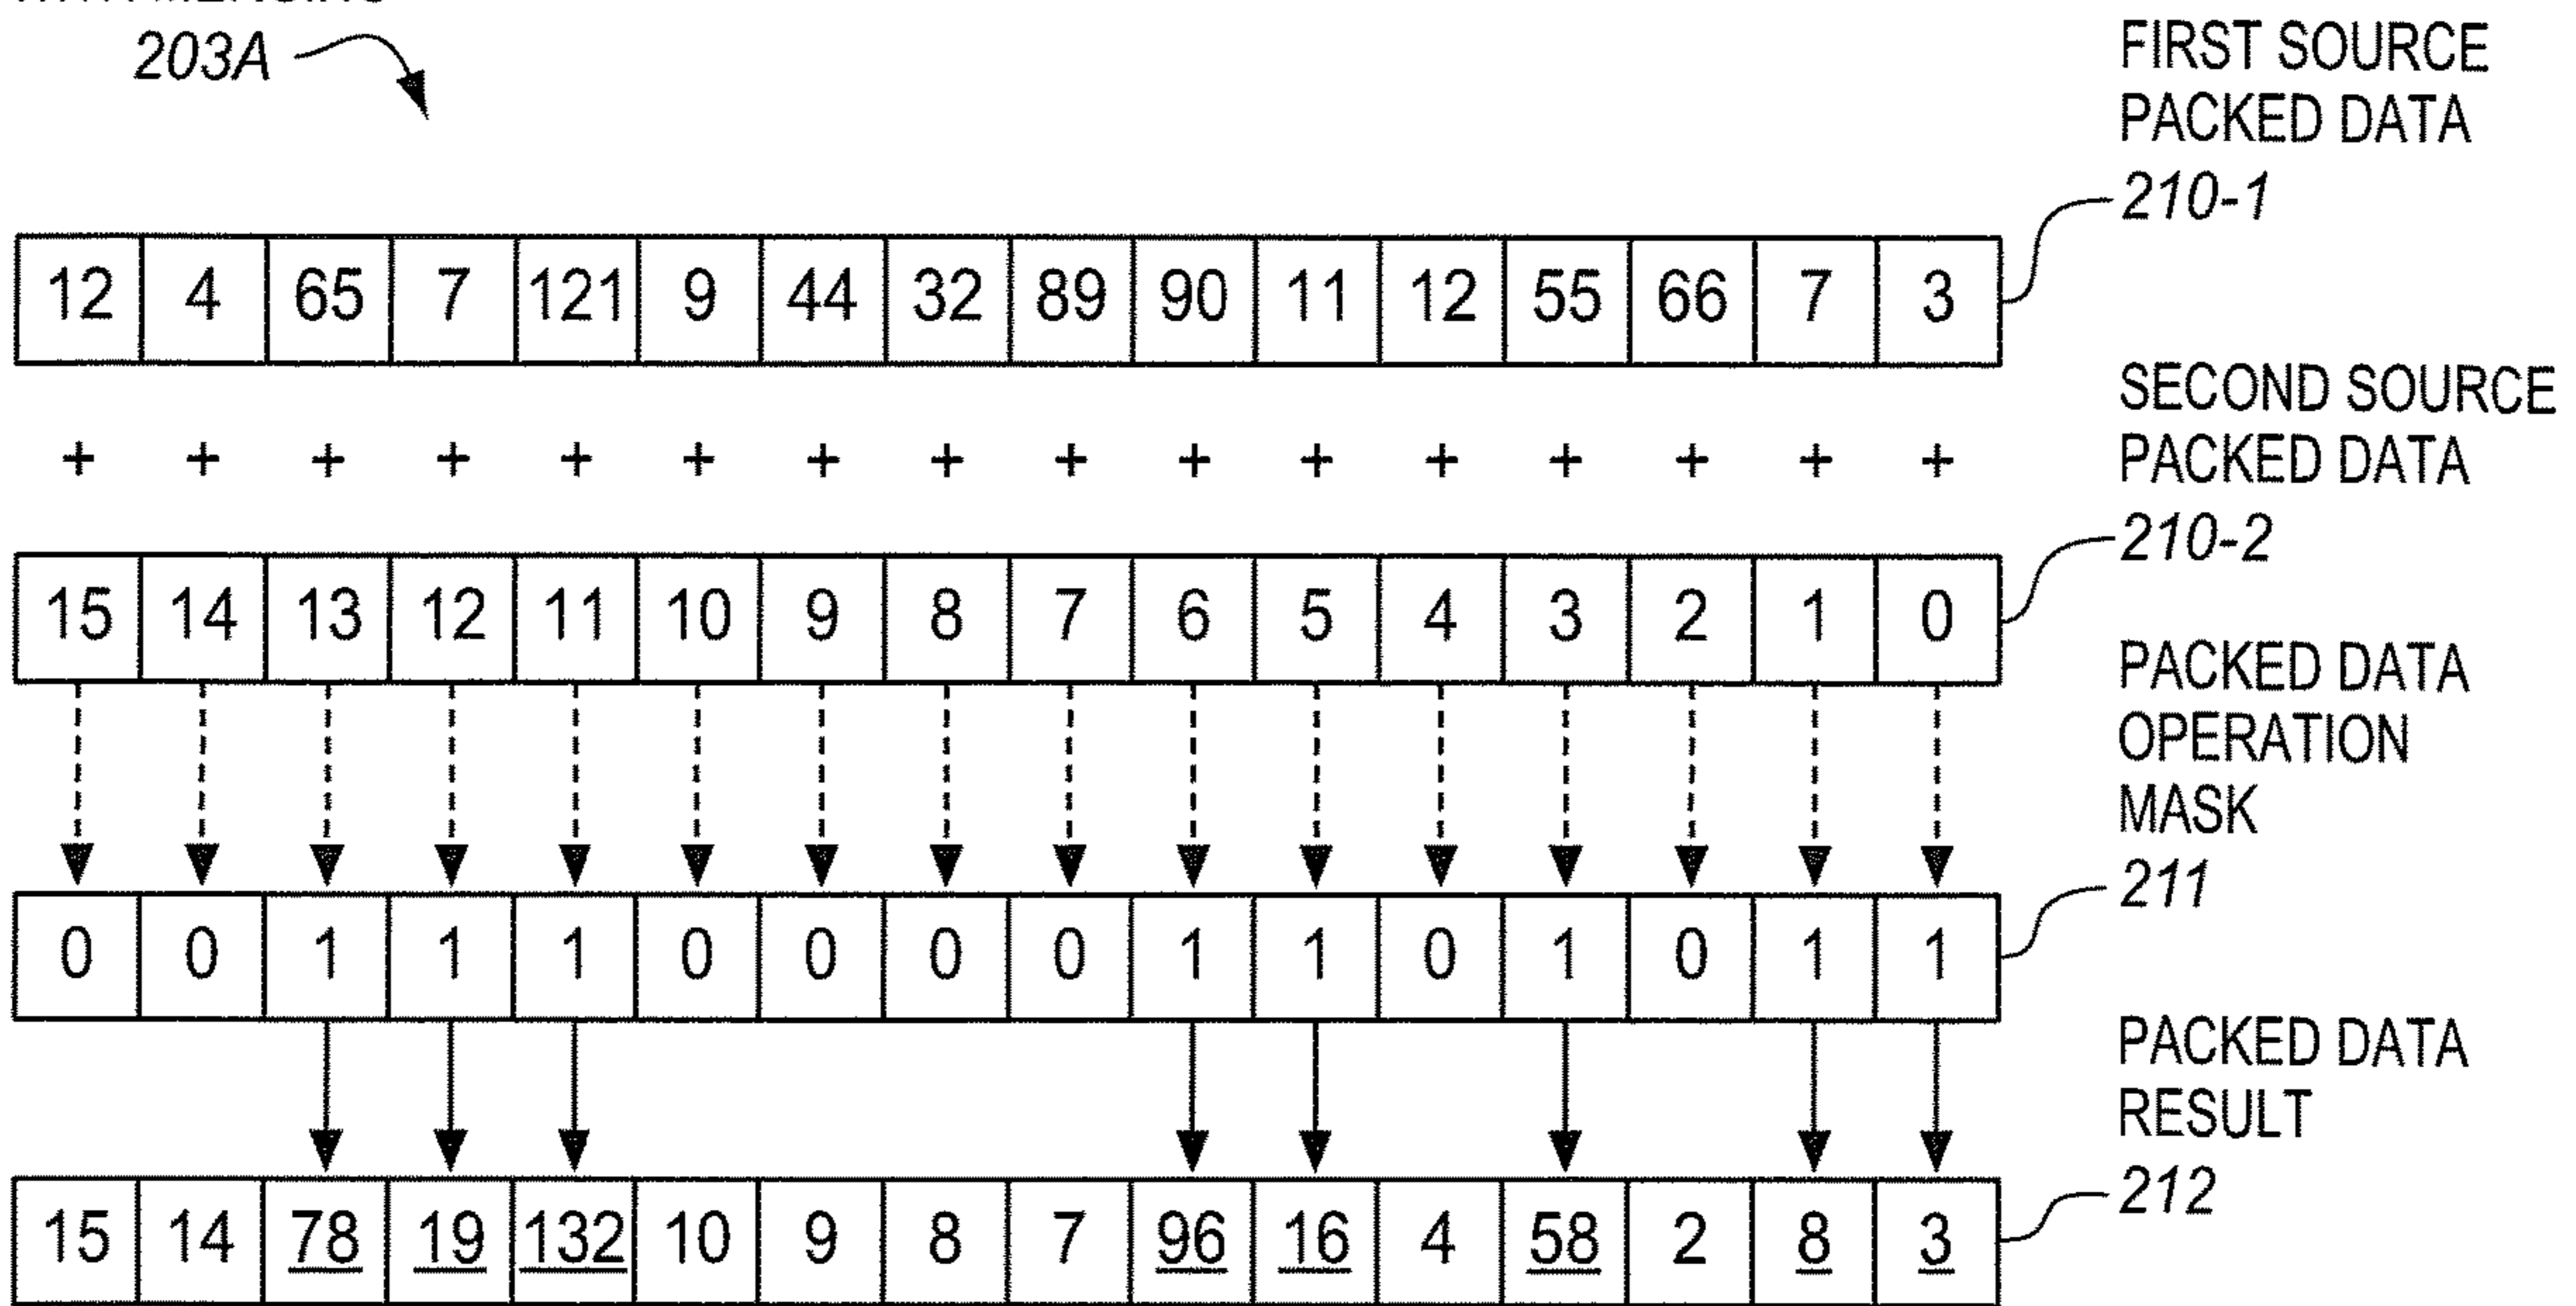 203A
FIRST SOURCE
PACKED DATA
210-1
12 4 65 7 121 9 44 32 89 90 11 12 55 66 7 3
SECOND SOURCE
PACKED DATA
210-2
+ + + + + + + + + + + + + + + +
15 14 13 12 11 10 9 8 7 6 5 4 3 2 1 0
PACKED DATA
OPERATION
MASK
211
0 0 1 1 1 0 0 0 0 1 1 0 1 0 1 1
PACKED DATA
RESULT
212
15 14 78 19 132 10 9 8 7 96 16 4 58 2 8 3